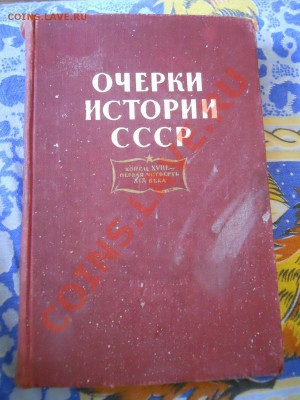 COINS.LAVE.RU
ОЧЕРКИ
ИСТОРИИ
СССР
КОНЕЦ XVIII—
ПЕРВАЯ ЧЕТВЕРТЬ
XIX ВЕКА
COINS.LAVE.RU